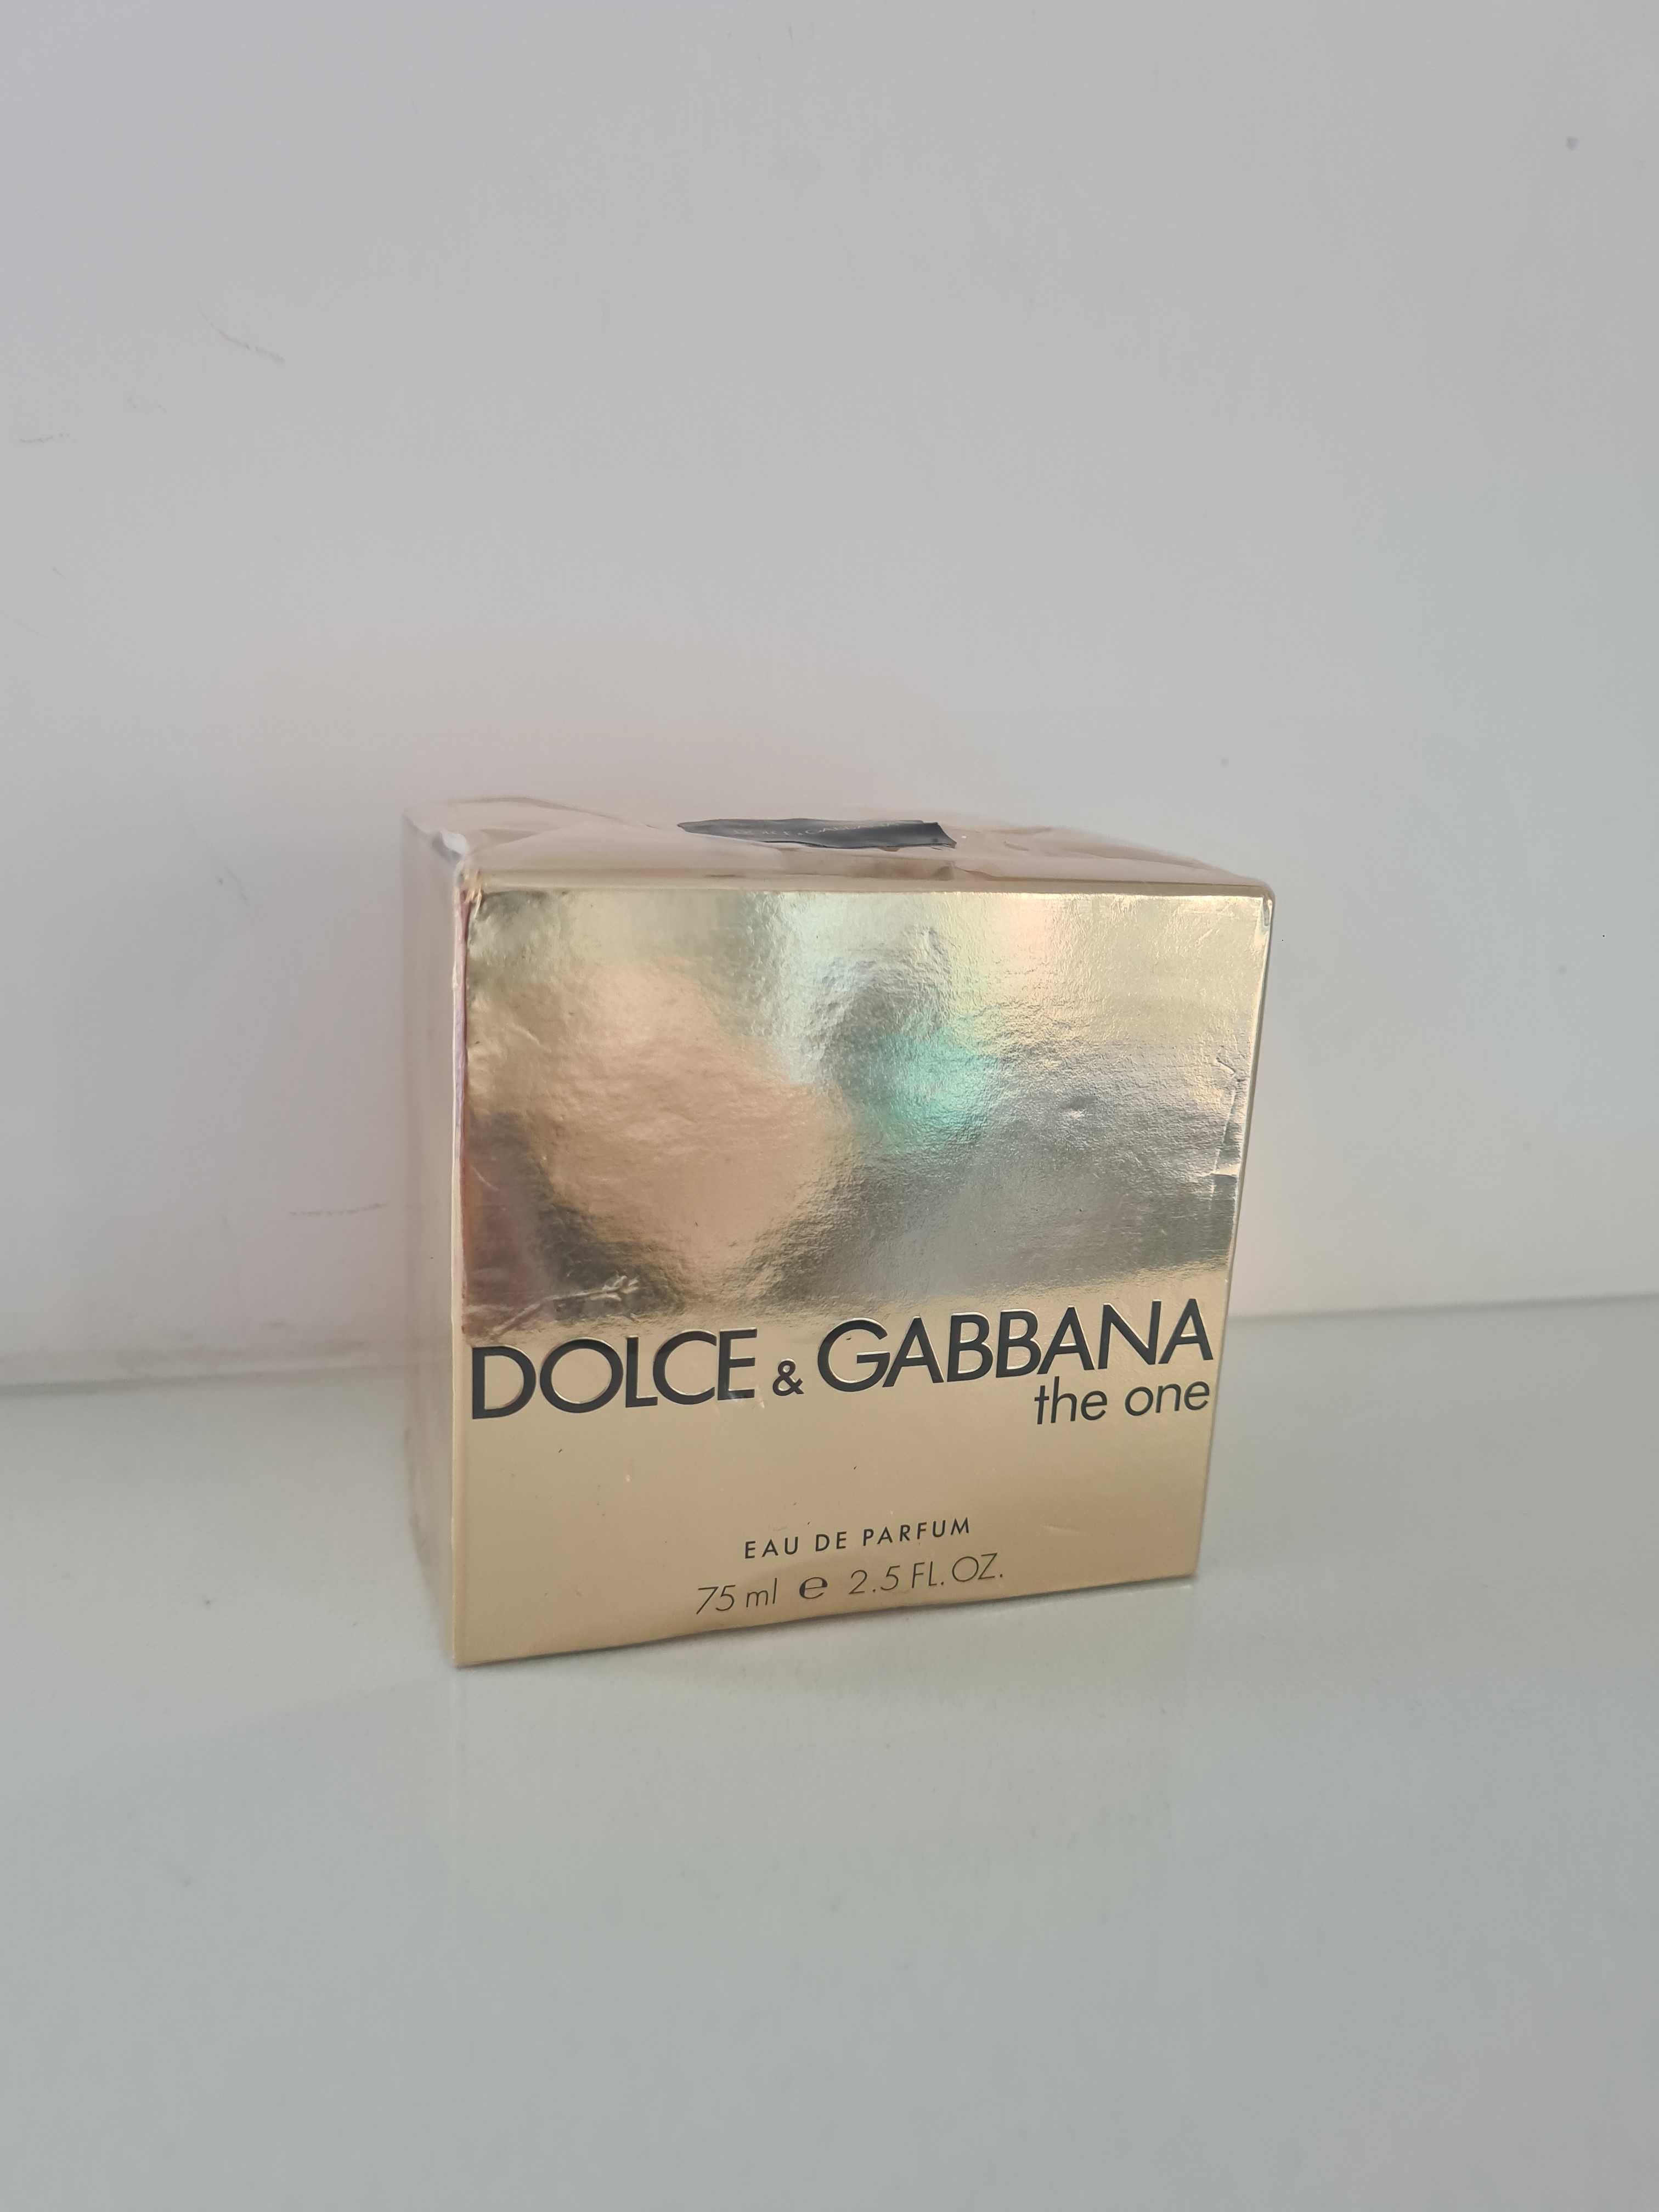 DOLCE & GABBANA
the one
EAU DE PARFUM
75 ml ℮ 2.5 FL. OZ.